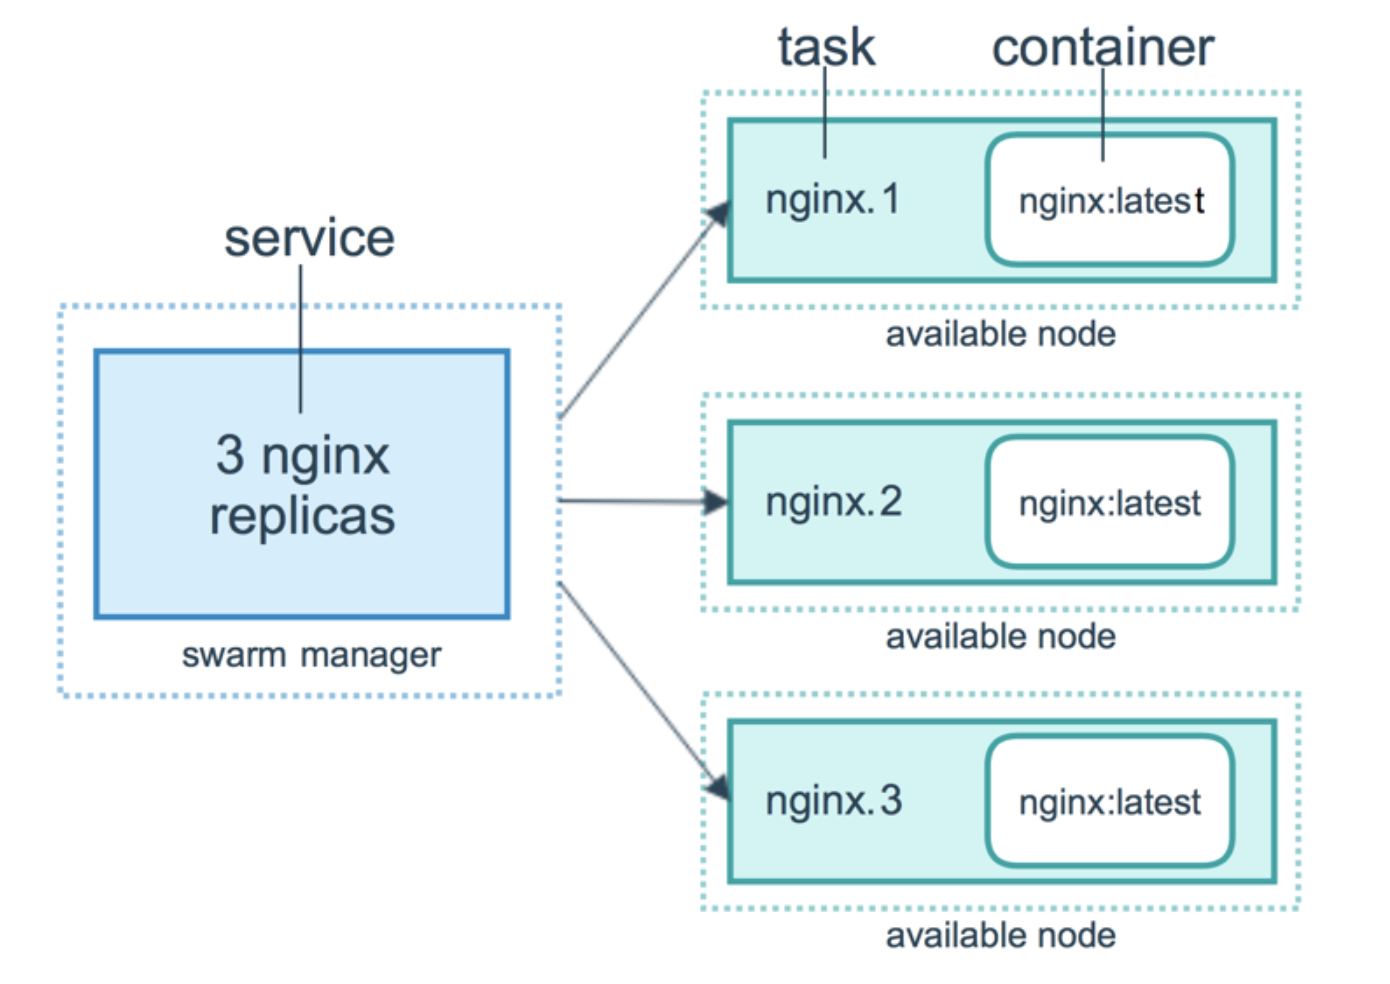 task
container
nginx.1
nginx:latest
available node
service
3 nginx
replicas
swarm manager
nginx.2
nginx:latest
available node
nginx.3
nginx:latest
available node